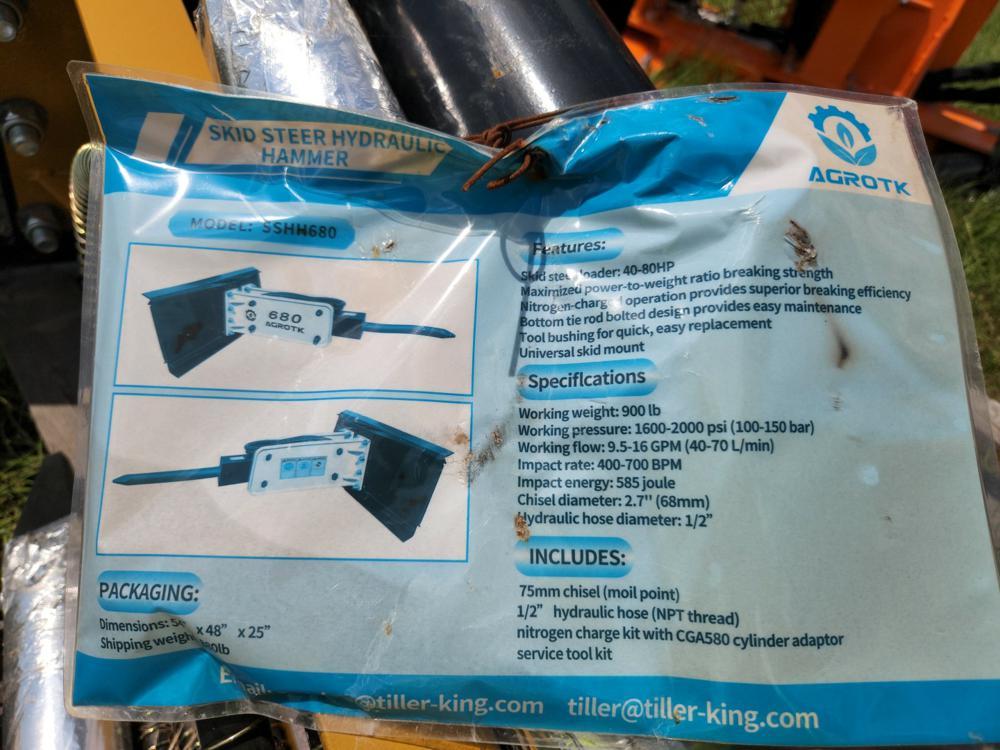 SKID STEER HYDRAULIC
HAMMER
AGROTK
MODEL: SSHH680
680
AGROTK
Features:
Skid steer loader: 40-80HP
Maximized power-to-weight ratio breaking strength
Nitrogen-charged operation provides superior breaking efficiency
Bottom tie rod bolted design provides easy maintenance
Tool bushing for quick, easy replacement
Universal skid mount
Specifications
Working weight: 900 lb
Working pressure: 1600-2000 psi (100-150 bar)
Working flow: 9.5-16 GPM (40-70 L/min)
Impact rate: 400-700 BPM
Impact energy: 585 joule
Chisel diameter: 2.7'' (68mm)
Hydraulic hose diameter: 1/2”
INCLUDES:
75mm chisel (moil point)
1/2” hydraulic hose (NPT thread)
nitrogen charge kit with CGA580 cylinder adaptor
service tool kit
PACKAGING:
Dimensions: x 48” x 25”
Shipping weight
Email: @tiller-king.com tiller@tiller-king.com